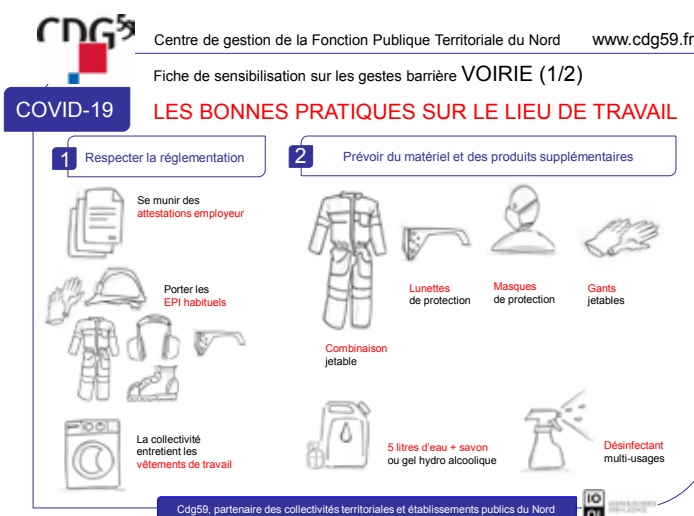 CDG59
Centre de gestion de la Fonction Publique Territoriale du Nord www.cdg59.fr
Fiche de sensibilisation sur les gestes barrière VOIRIE (1/2)
COVID-19
LES BONNES PRATIQUES SUR LE LIEU DE TRAVAIL
1 Respecter la réglementation
2 Prévoir du matériel et des produits supplémentaires
Se munir des
attestations employeur
Porter les
EPI habituels
La collectivité
entretient les
vêtements de travail
Lunettes
de protection
Masques
de protection
Gants
jetables
Combinaison
jetable
5 litres d'eau + savon
ou gel hydro alcoolique
Désinfectant
multi-usages
Cdg59, partenaire des collectivités territoriales et établissements publics du Nord